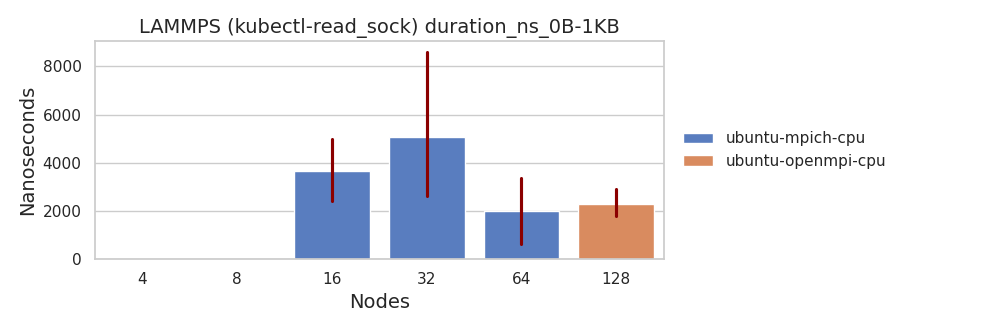 LAMMPS (kubectl-read_sock) duration_ns_0B-1KB
Nanoseconds
8000
6000
4000
2000
0
4 8 16 32 64 128
Nodes
ubuntu-mpich-cpu
ubuntu-openmpi-cpu